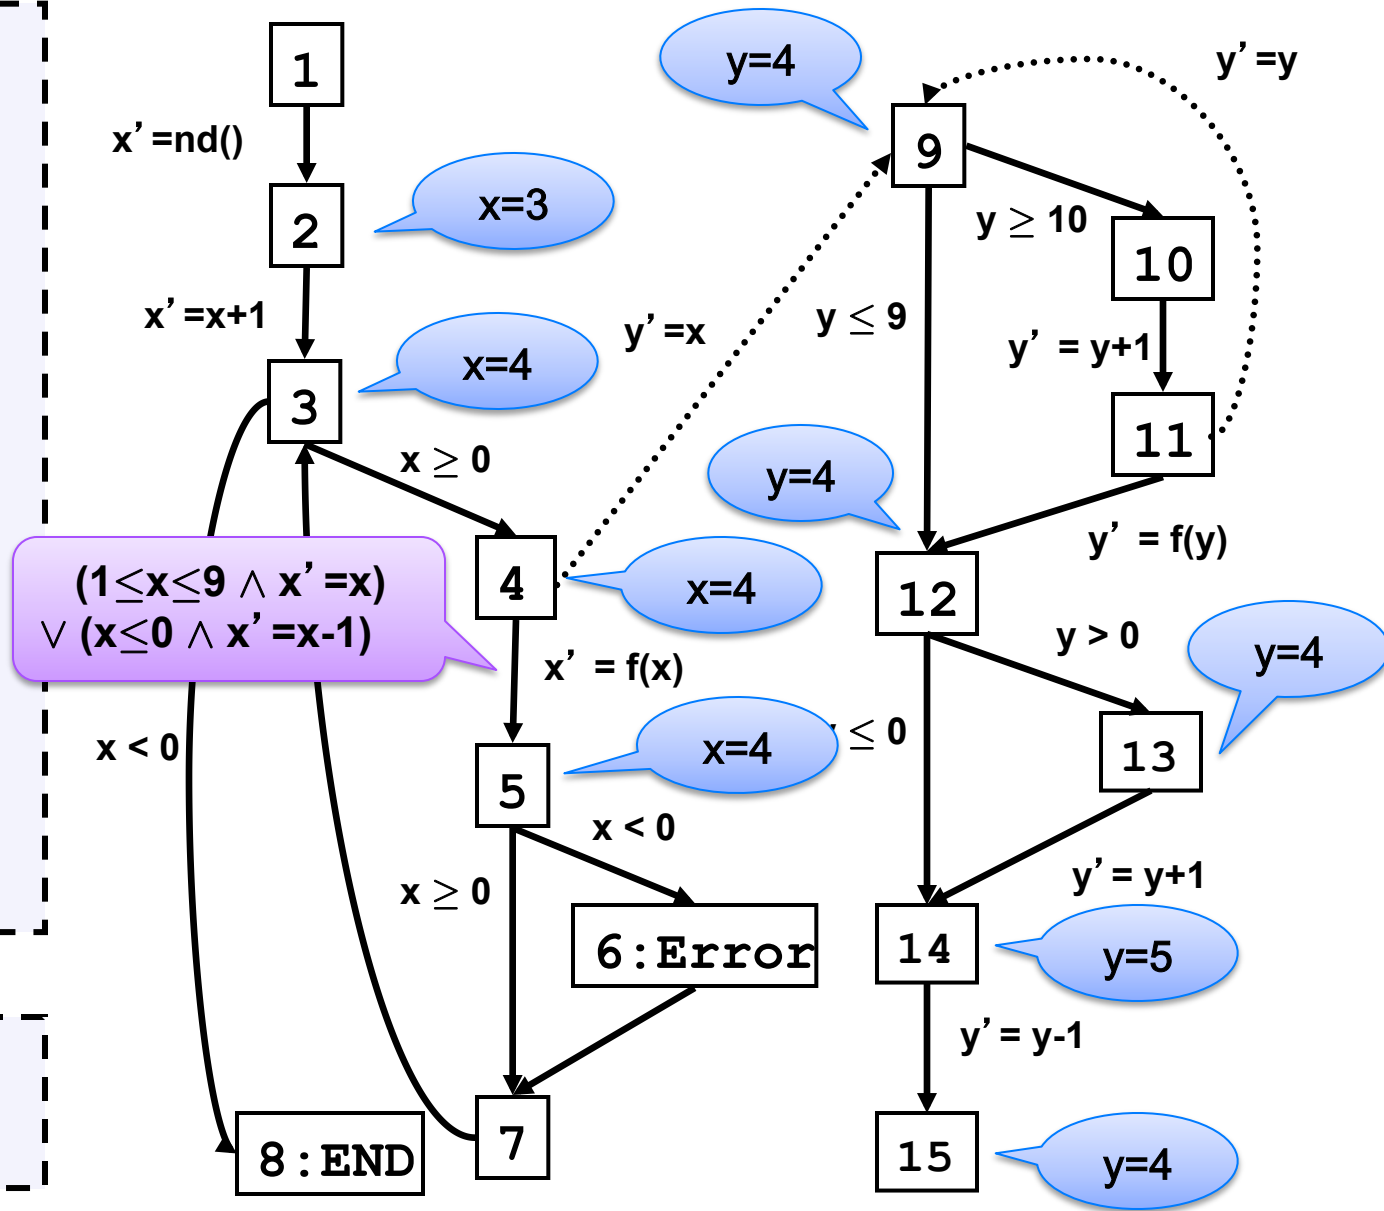 1
x’ =nd()
2
x=3
x’ =x+1
3
x=4
x ≥ 0
(1≤x≤9 ∧ x’ =x)
∨ (x≤0 ∧ x’ =x-1)
4
x=4
x’ = f(x)
x < 0
5
x=4
x < 0
x ≥ 0
6:Error
7
8:END
y=4
y’ =y
9
y ≥ 10
10
y’ =x
y ≤ 9
y’ = y+1
11
y=4
y’ = f(y)
12
y > 0
y=4
≤ 0
13
y’ = y+1
14
y=5
y’ = y-1
15
y=4